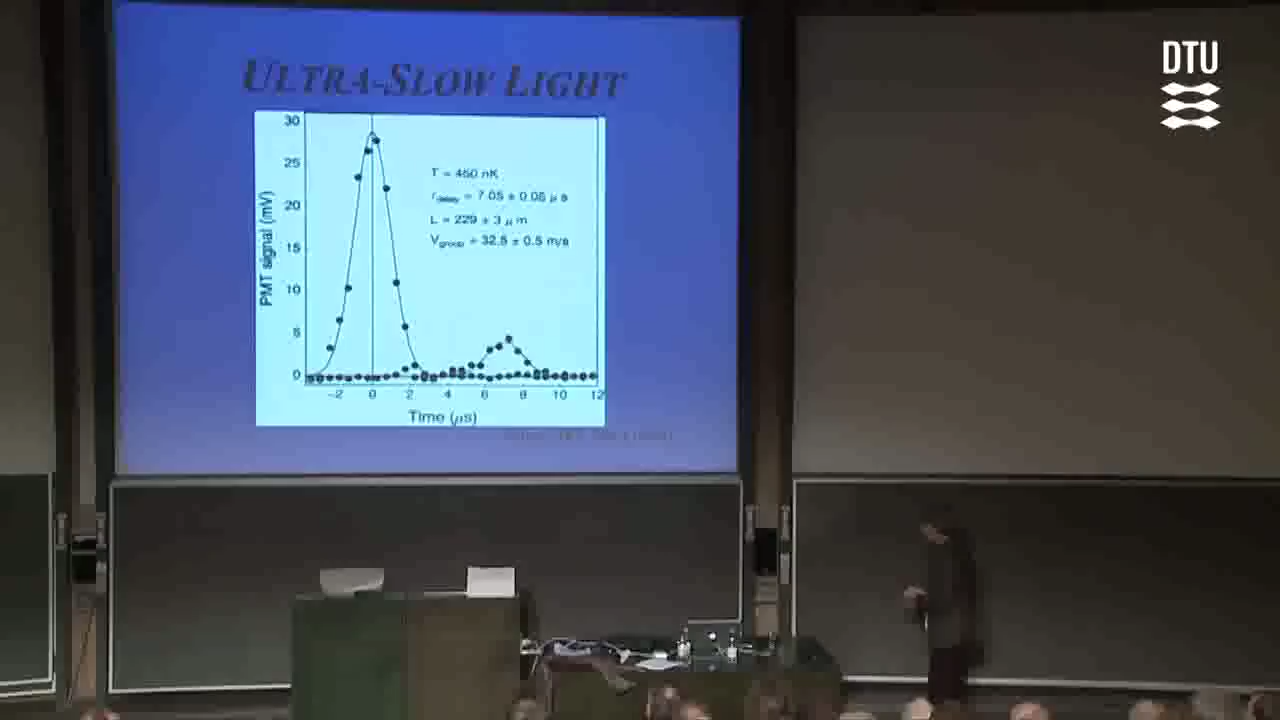 ULTRA-SLOW LIGHT
DTU
30
25
20
15
10
5
0
PMT signal (mV)
T = 450 nK
τdelay = 7.05 ± 0.05 μs
L = 229 ± 3 μm
Vgroup = 32.5 ± 0.5 m/s
-2 0 2 4 6 8 10 12
Time (μs)